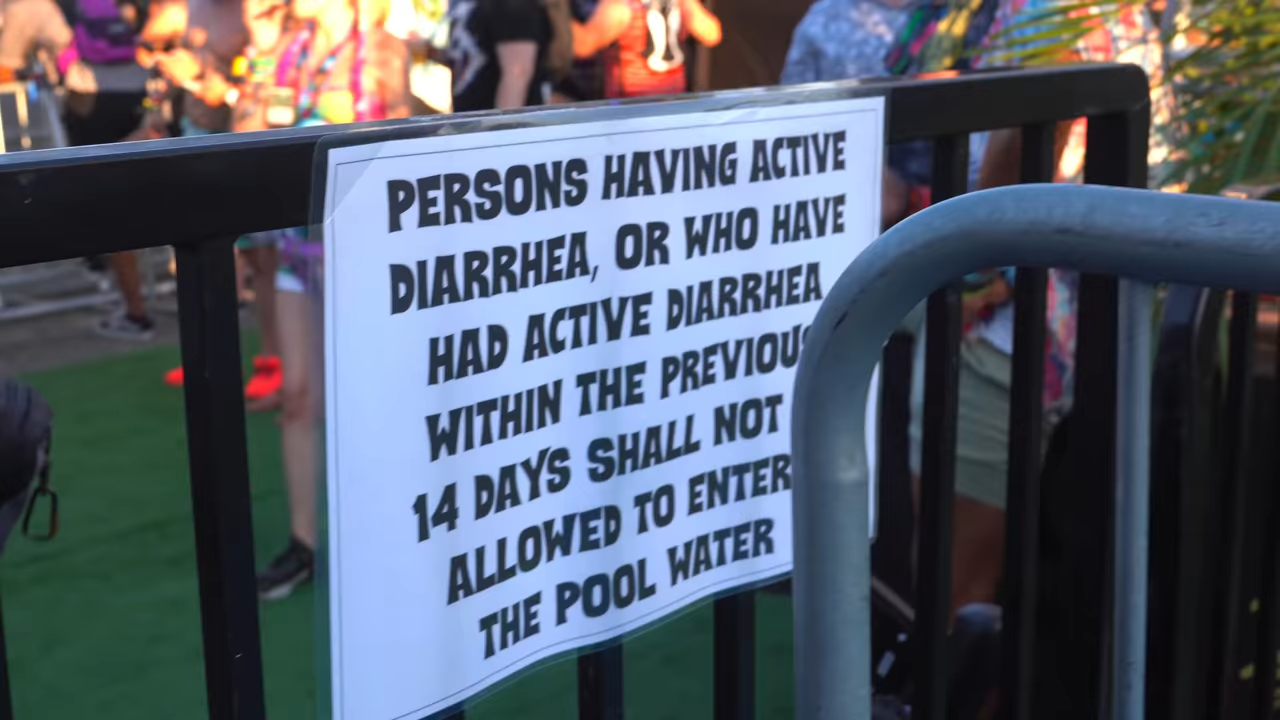 PERSONS HAVING ACTIVE
DIARRHEA, OR WHO HAVE
HAD ACTIVE DIARRHEA
WITHIN THE PREVIOUS
14 DAYS SHALL NOT
ALLOWED TO ENTER
THE POOL WATER